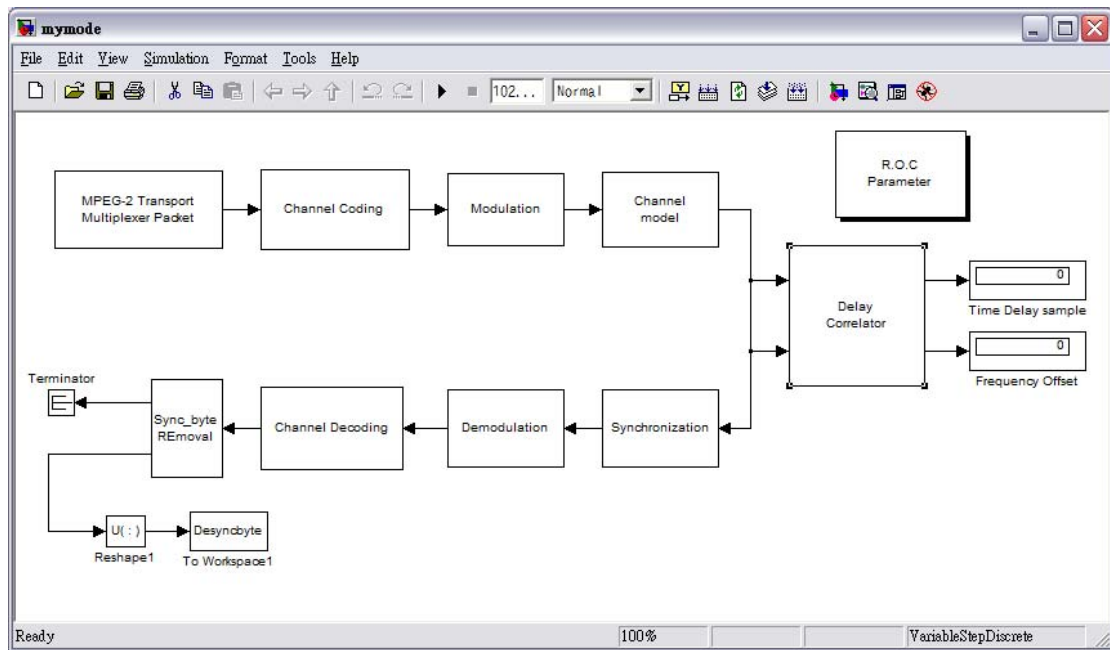 mymode
File Edit View Simulation Format Tools Help
102... Normal
MPEG-2 Transport
Multiplexer Packet
Channel Coding
Modulation
Channel
model
R.O.C
Parameter
Delay
Correlator
0
Time Delay sample
0
Frequency Offset
Terminator
Sync_byte
REmoval
Channel Decoding
Demodulation
Synchronization
U( : )
Reshape1
Desyncbyte
To Workspace1
Ready 100% VariableStepDiscrete